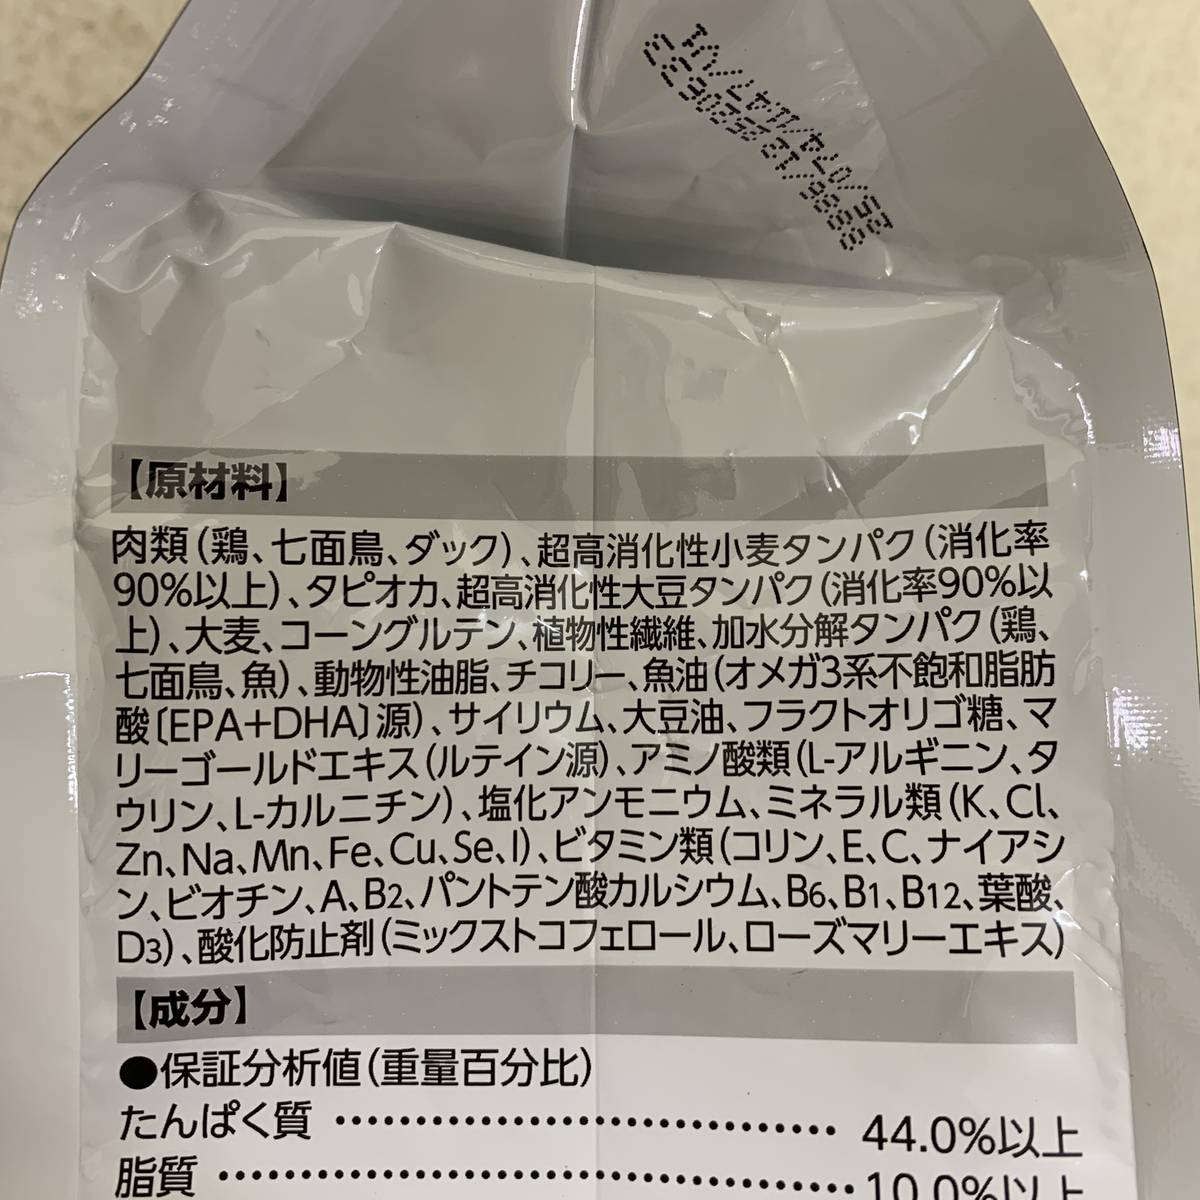 【原材料】
肉類(鶏、七面鳥、ダック)、超高消化性小麦タンパク(消化率
90%以上)、タピオカ、超高消化性大豆タンパク(消化率90%以
上)、大麦、コーングルテン、植物性繊維、加水分解タンパク(鶏、
七面鳥、魚)、動物性油脂、チコリー、魚油(オメガ3系不飽和脂肪
酸〔EPA+DHA〕源)、サイリウム、大豆油、フラクトオリゴ糖、マ
リーゴールドエキス(ルテイン源)、アミノ酸類(L-アルギニン、タ
ウリン、L-カルニチン)、塩化アンモニウム、ミネラル類(K、Cl、
Zn、Na、Mn、Fe、Cu、Se、I)、ビタミン類(コリン、E、C、ナイアシ
ン、ビオチン、A、B2、パントテン酸カルシウム、B6、B1、B12、葉酸、
D3)、酸化防止剤(ミックストコフェロール、ローズマリーエキス)
【成分】
●保証分析値(重量百分比)
たんぱく質 …………………………… 44.0%以上
脂質 …………………………………… 10.0%以上